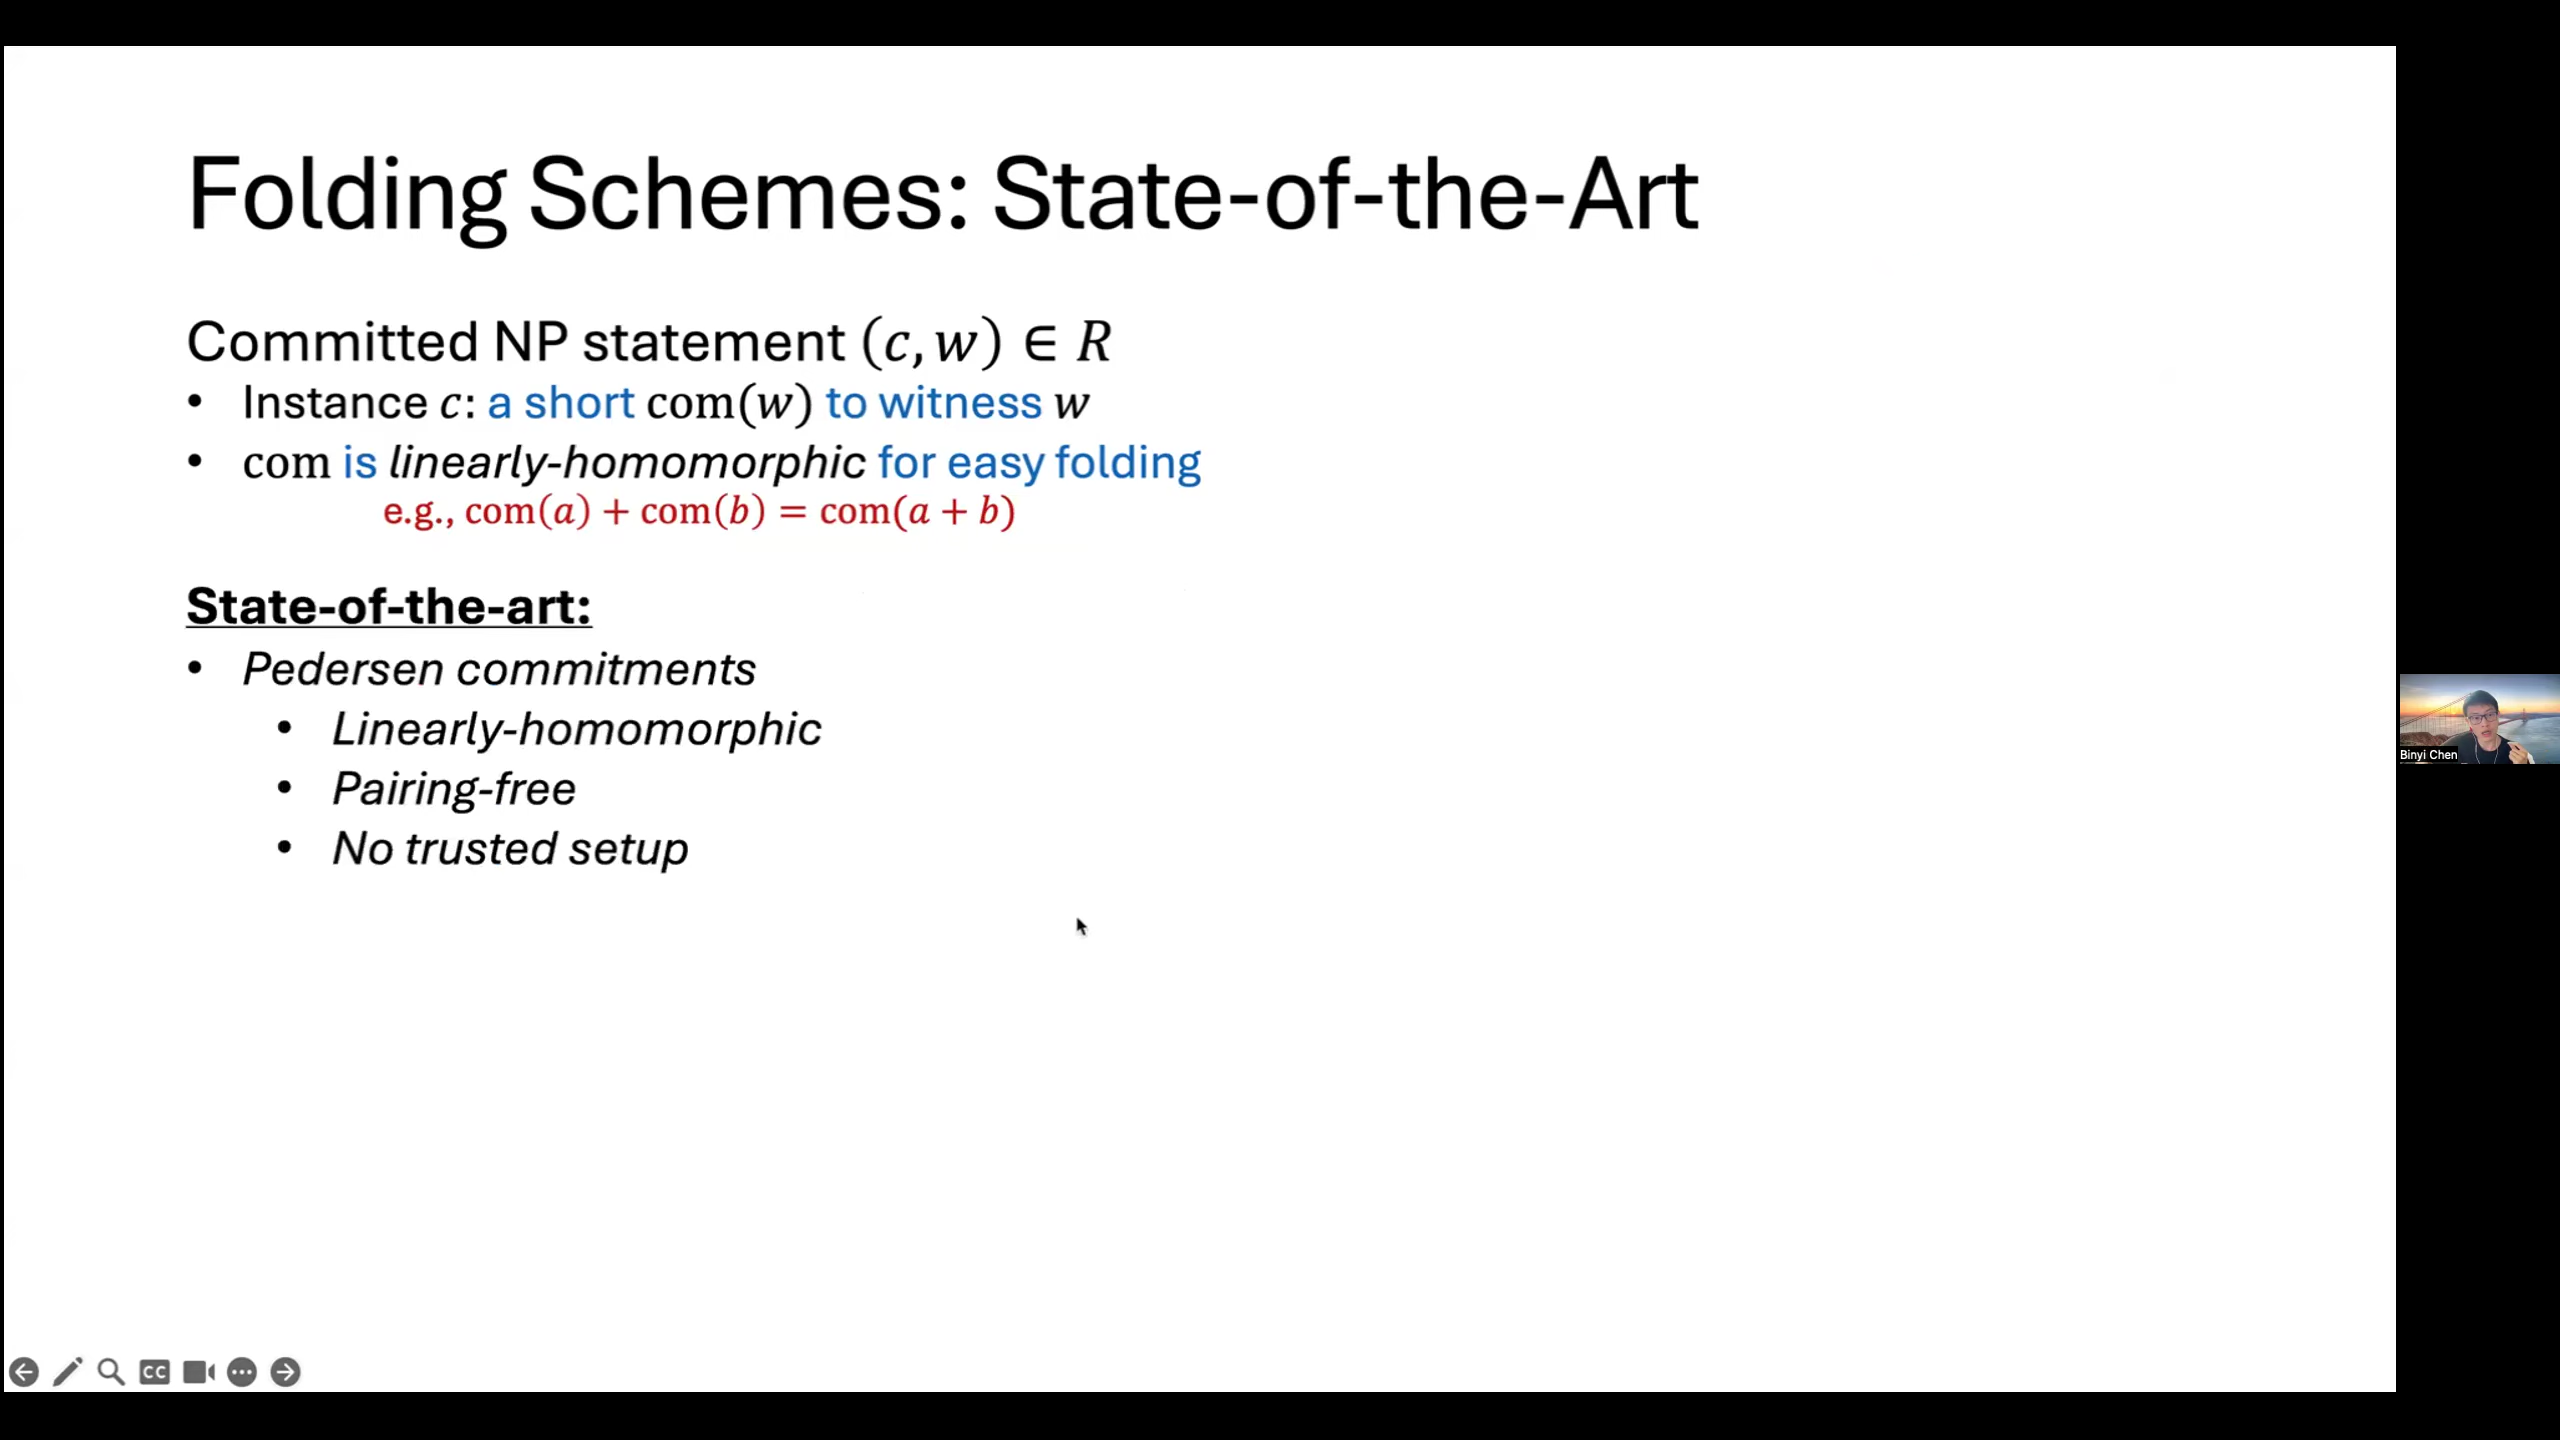 Folding Schemes: State-of-the-Art
Committed NP statement (c, w) ∈ R
• Instance c: a short com(w) to witness w
• com is linearly-homomorphic for easy folding
e.g., com(a) + com(b) = com(a + b)
State-of-the-art:
• Pedersen commitments
• Linearly-homomorphic
• Pairing-free
• No trusted setup
Binyi Chen
CC